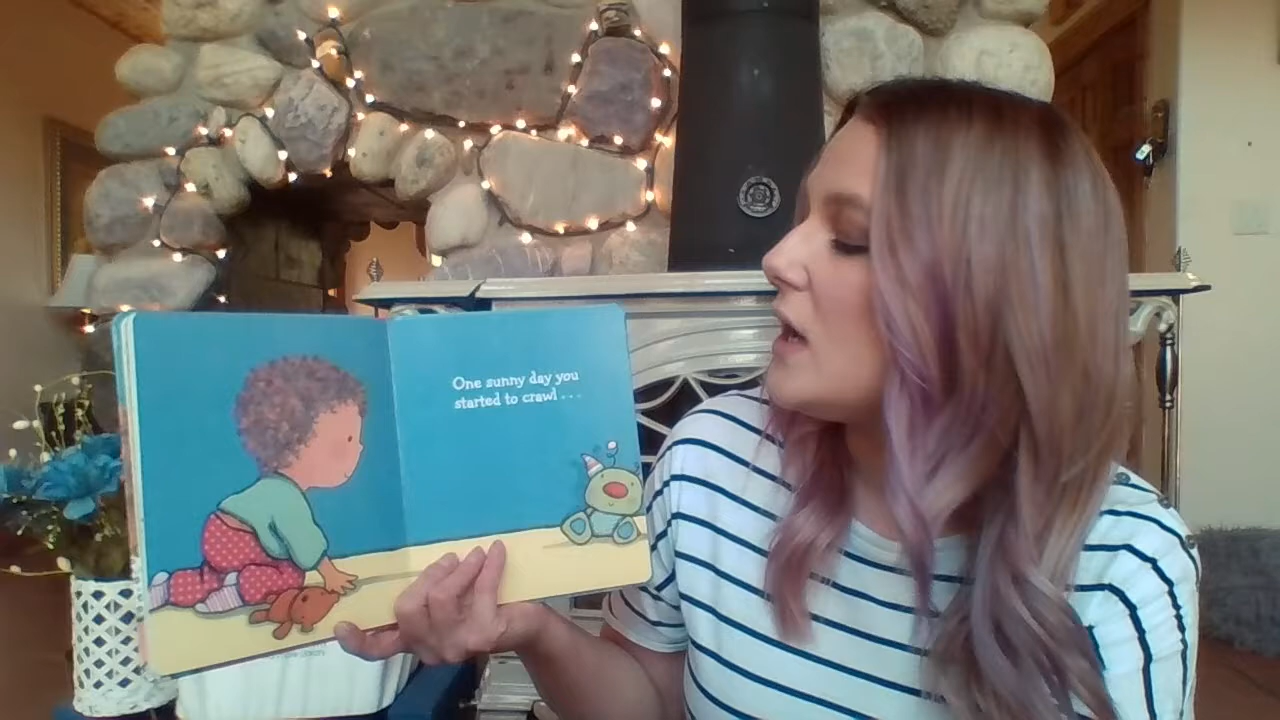 One sunny day you
started to crawl . . .